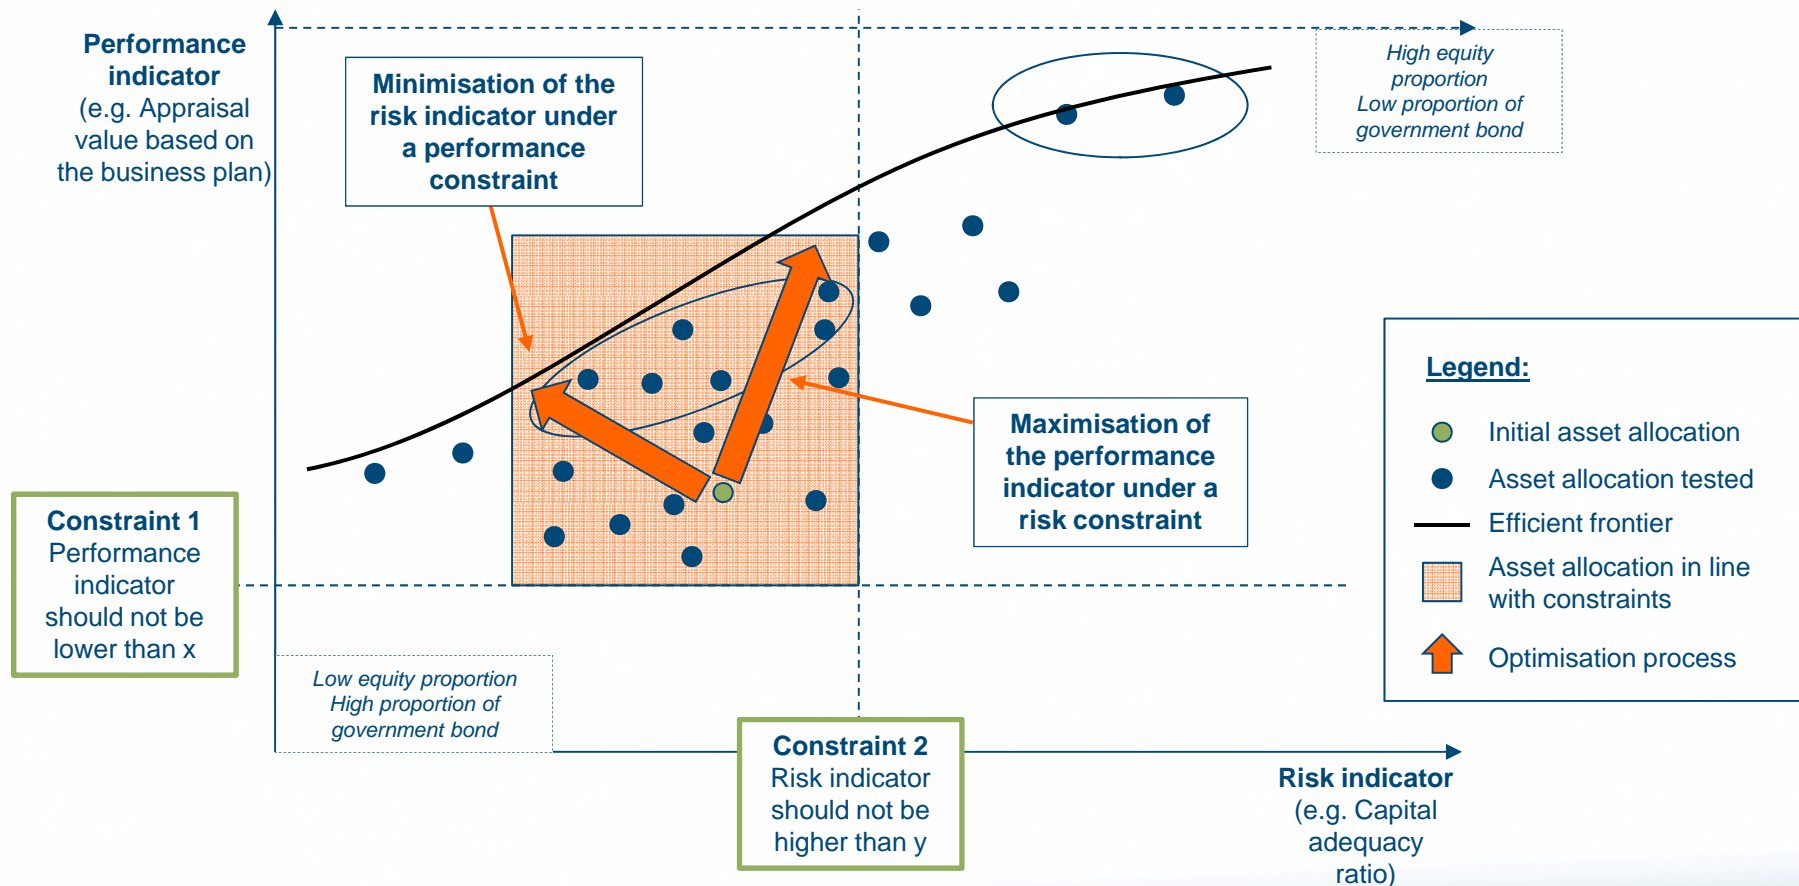 Performance
indicator
(e.g. Appraisal
value based on
the business plan)
Minimisation of the
risk indicator under
a performance
constraint
High equity
proportion
Low proportion of
government bond
Maximisation of
the performance
indicator under a
risk constraint
Legend:
Initial asset allocation
Asset allocation tested
Efficient frontier
Asset allocation in line
with constraints
Optimisation process
Constraint 1
Performance
indicator
should not be
lower than x
Low equity proportion
High proportion of
government bond
Constraint 2
Risk indicator
should not be
higher than y
Risk indicator
(e.g. Capital
adequacy
ratio)